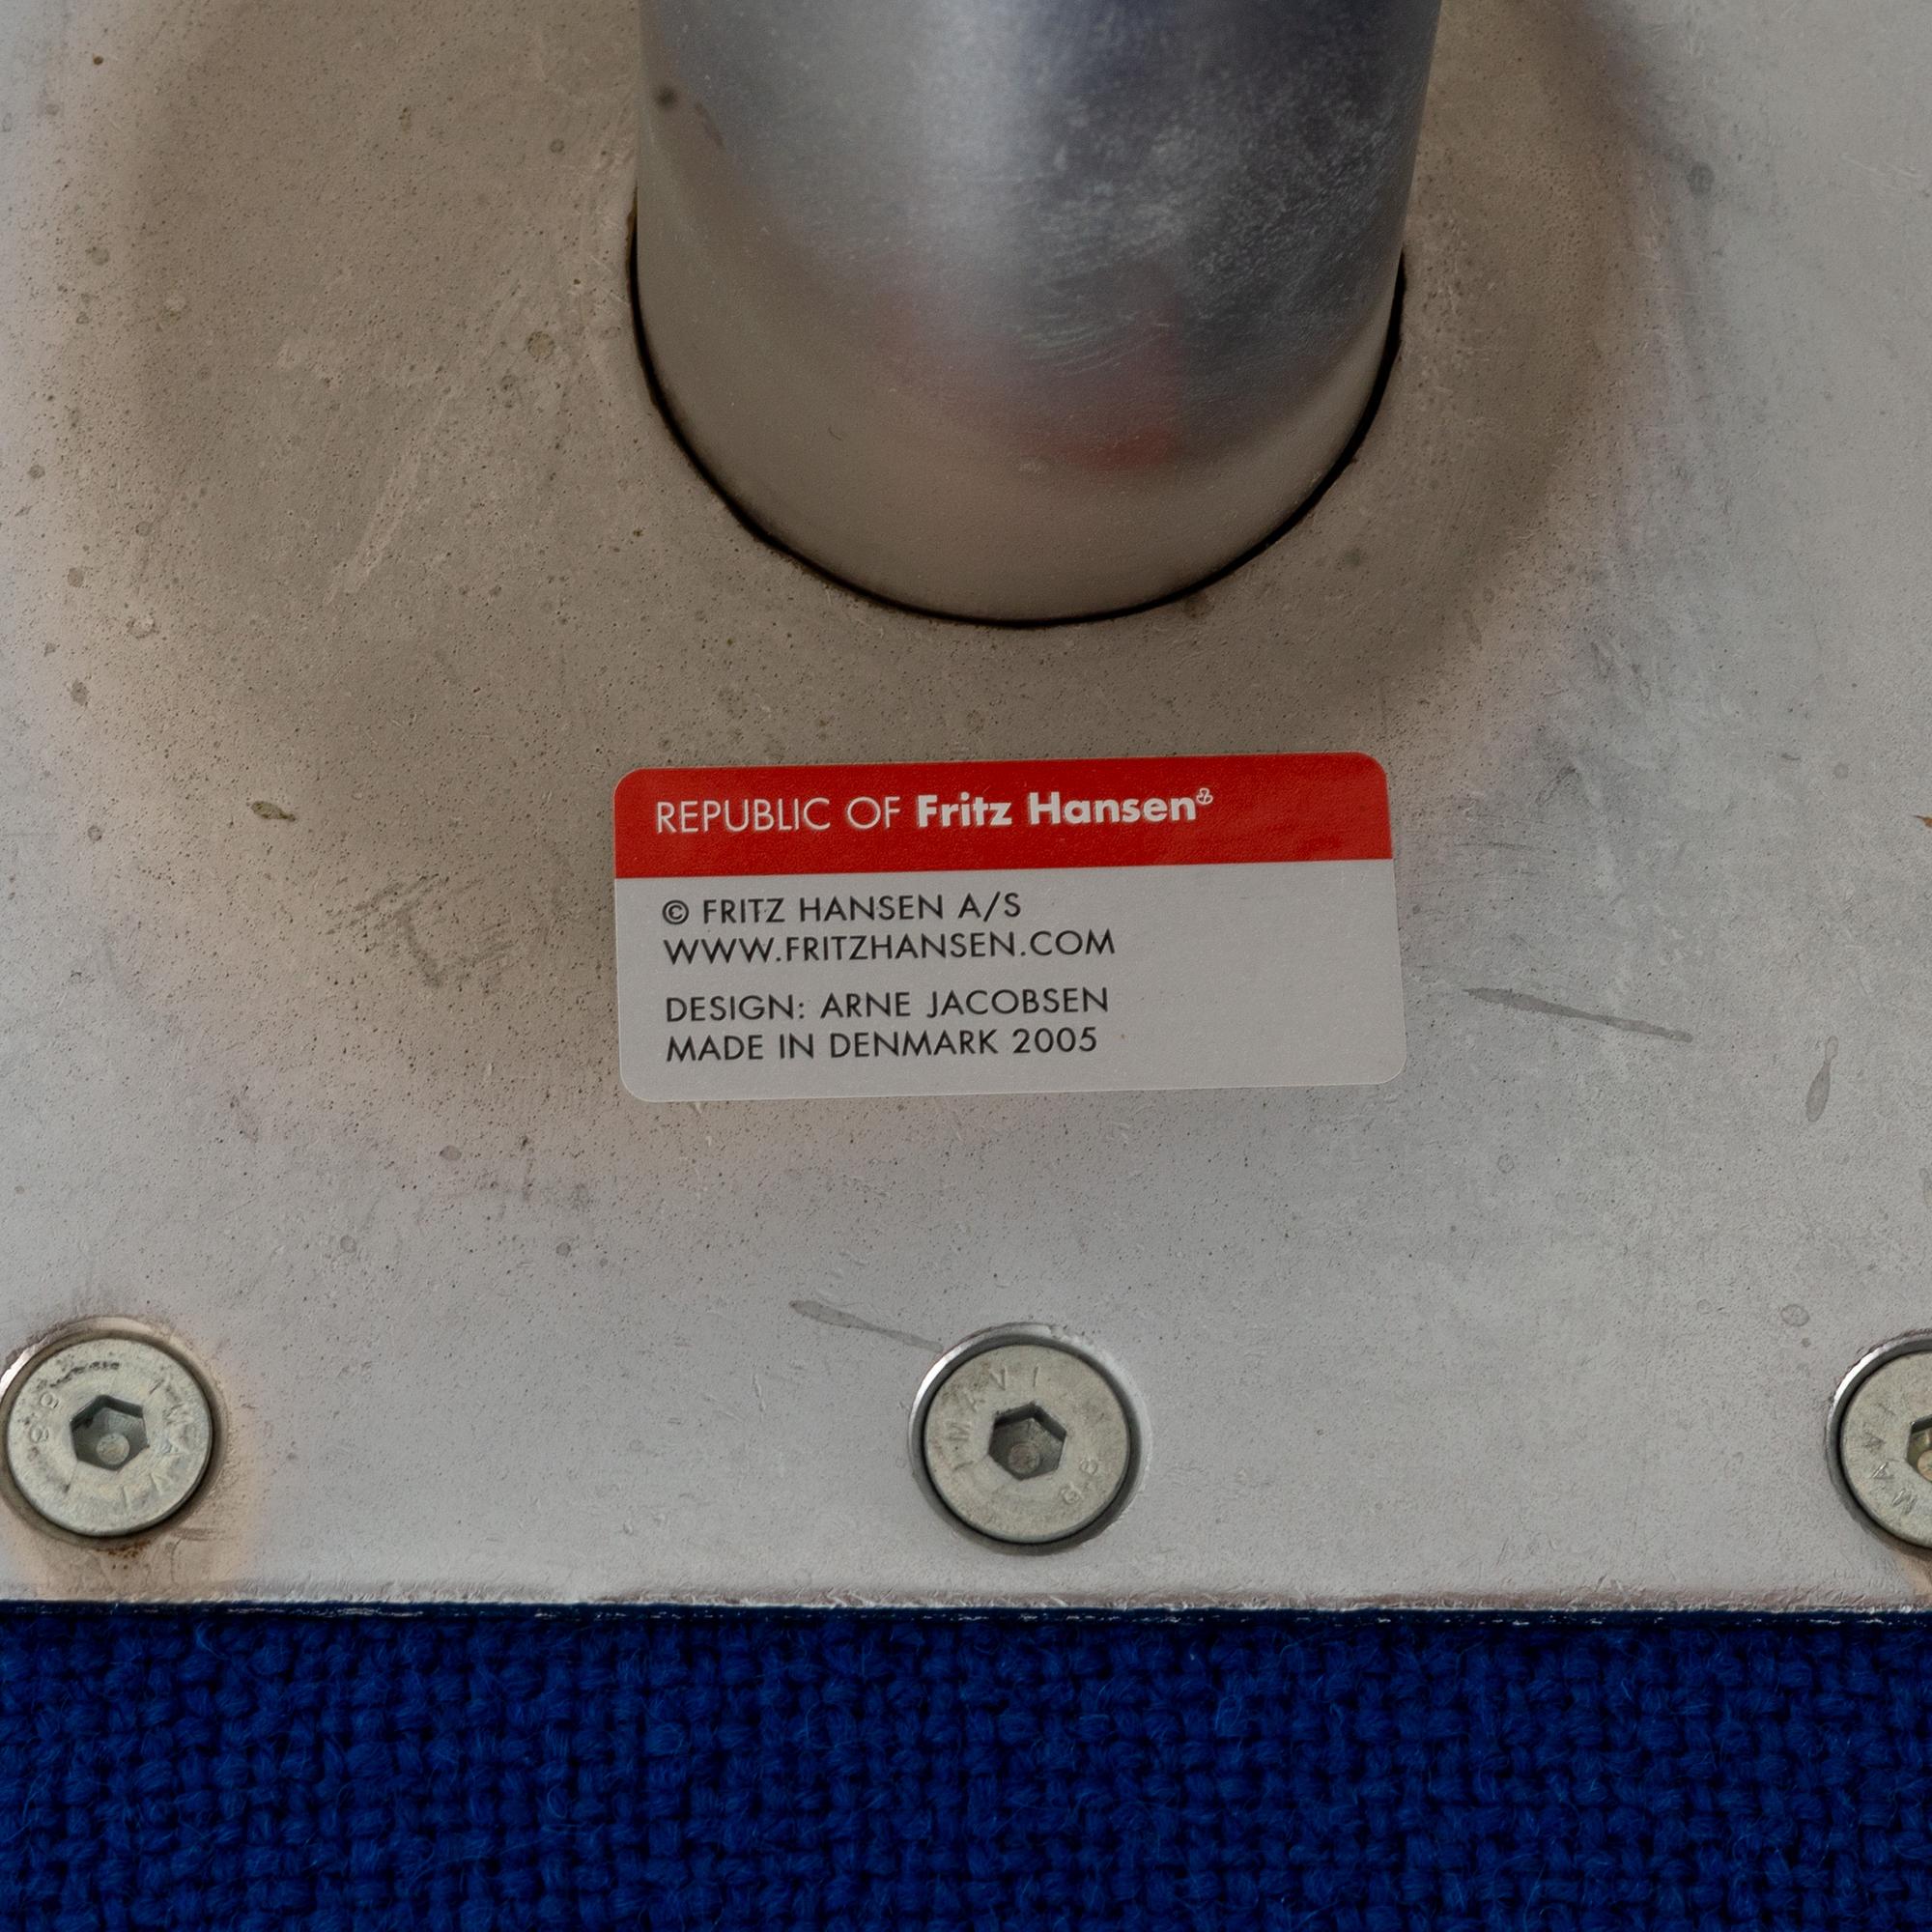 REPUBLIC OF Fritz Hansen
© FRITZ HANSEN A/S
WWW.FRITZHANSEN.COM
DESIGN: ARNE JACOBSEN
MADE IN DENMARK 2005